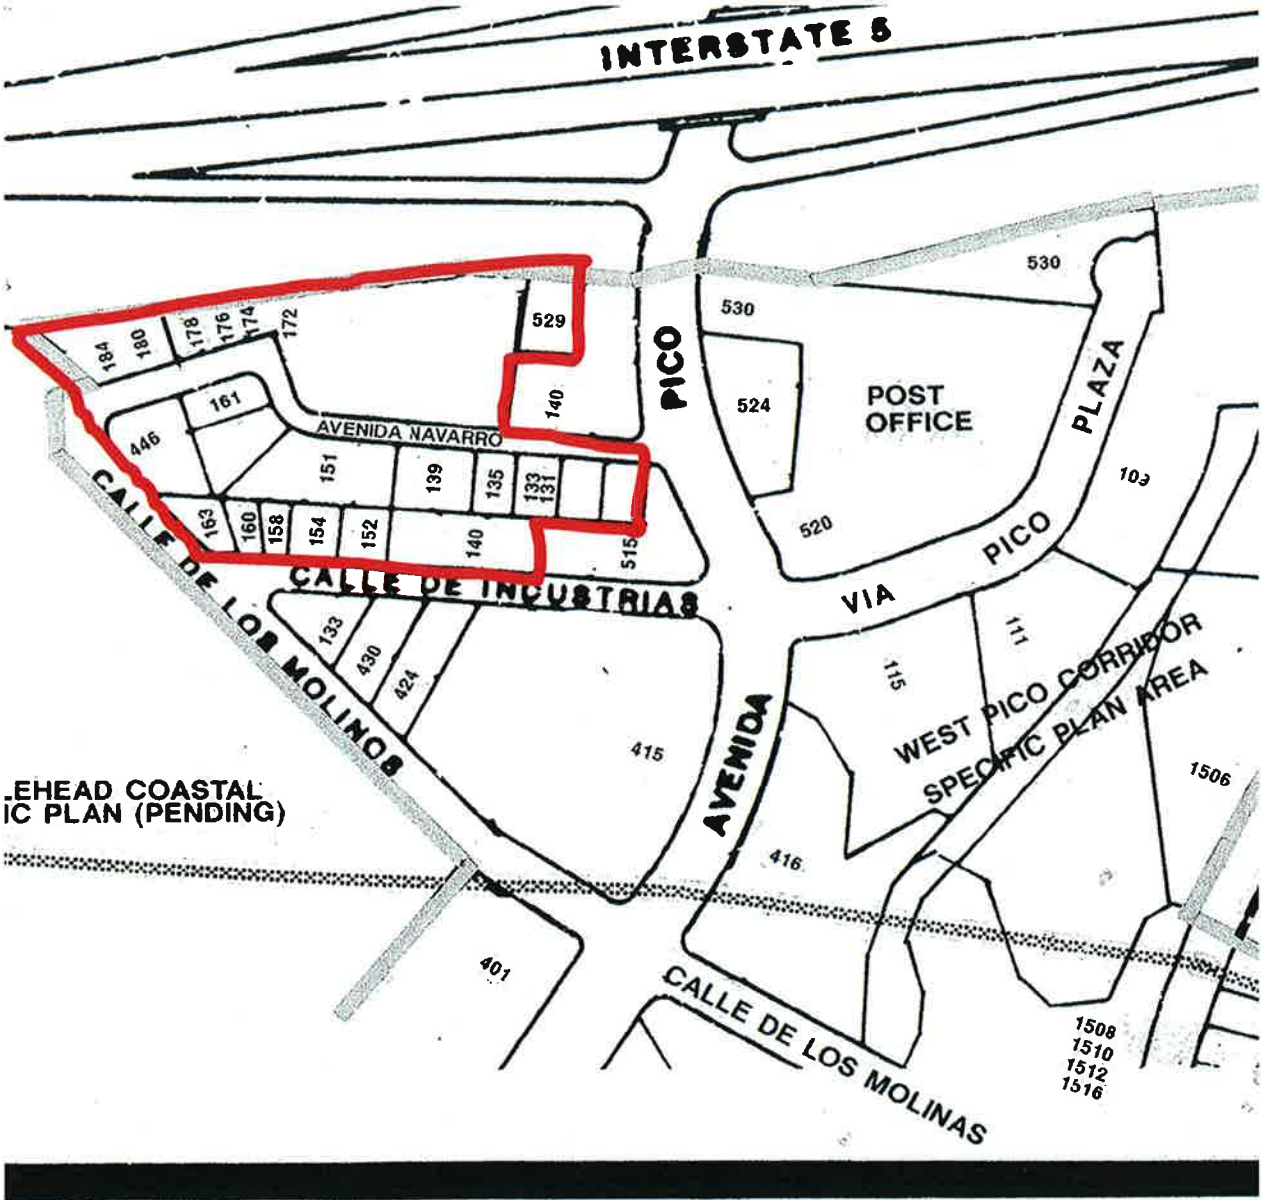 INTERSTATE 5
530
530
529
172
174
176
178
180
184
PICO
PLAZA
140
524
POST
OFFICE
161
AVENIDA NAVARRO
446
151
139
135
133
131
109
163
160
158
154
152
140
515
520
PICO
VIA
CALLE DE INCUSTRIAS
CALLE DE LOS MOLINOS
133
430
424
111
115
WEST PICO CORRIDOR
SPECIFIC PLAN AREA
AVENIDA
415
1506
LEHEAD COASTAL
IC PLAN (PENDING)
416
401
CALLE DE LOS MOLINAS
1508
1510
1512
1516